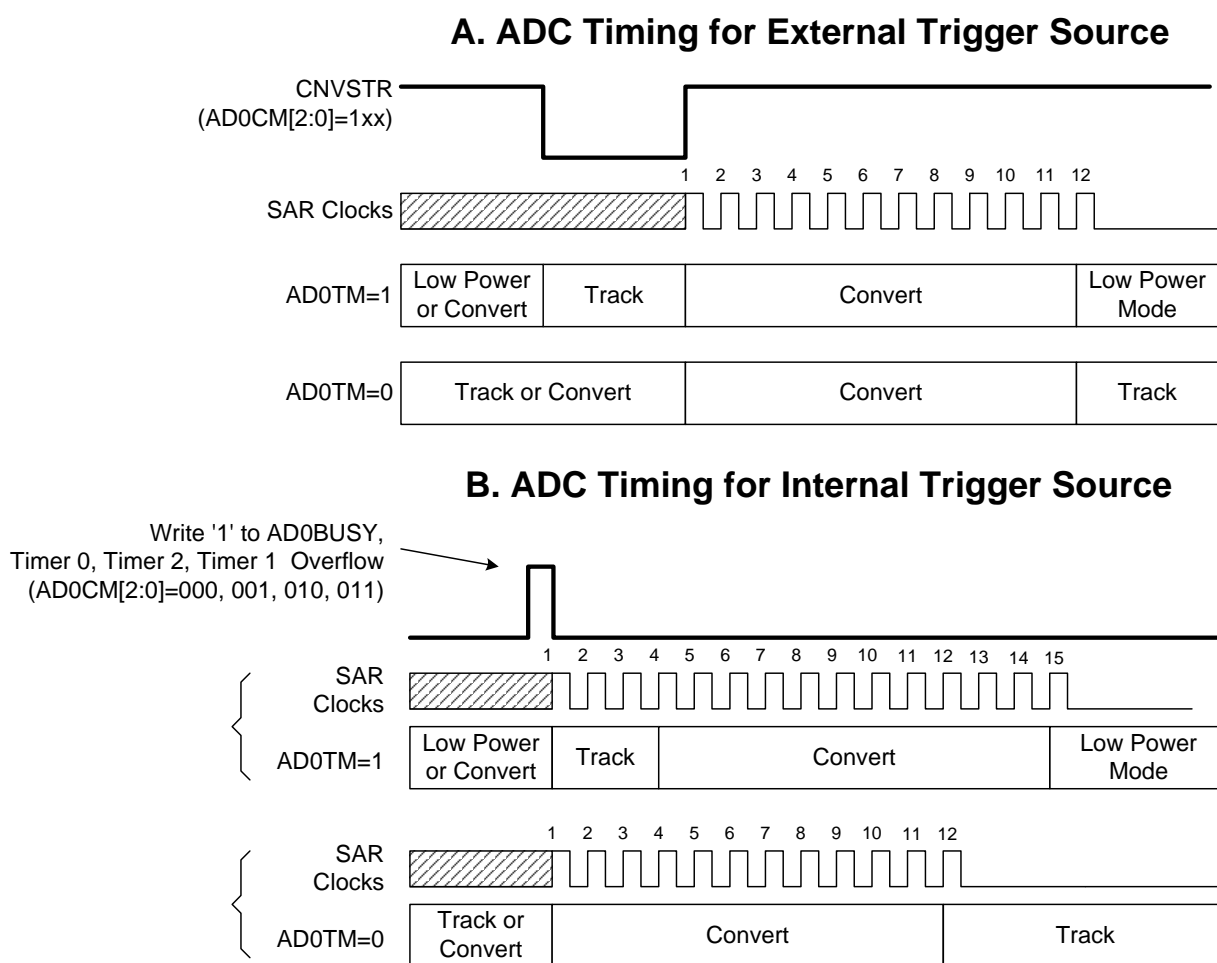 A. ADC Timing for External Trigger Source
CNVSTR
(AD0CM[2:0]=1xx)
1 2 3 4 5 6 7 8 9 10 11 12
SAR Clocks
AD0TM=1
Low Power
or Convert
Track
Convert
Low Power
Mode
AD0TM=0
Track or Convert
Convert
Track
B. ADC Timing for Internal Trigger Source
Write '1' to AD0BUSY,
Timer 0, Timer 2, Timer 1 Overflow
(AD0CM[2:0]=000, 001, 010, 011)
1 2 3 4 5 6 7 8 9 10 11 12 13 14 15
SAR
Clocks
AD0TM=1
Low Power
or Convert
Track
Convert
Low Power
Mode
1 2 3 4 5 6 7 8 9 10 11 12
SAR
Clocks
AD0TM=0
Track or
Convert
Convert
Track